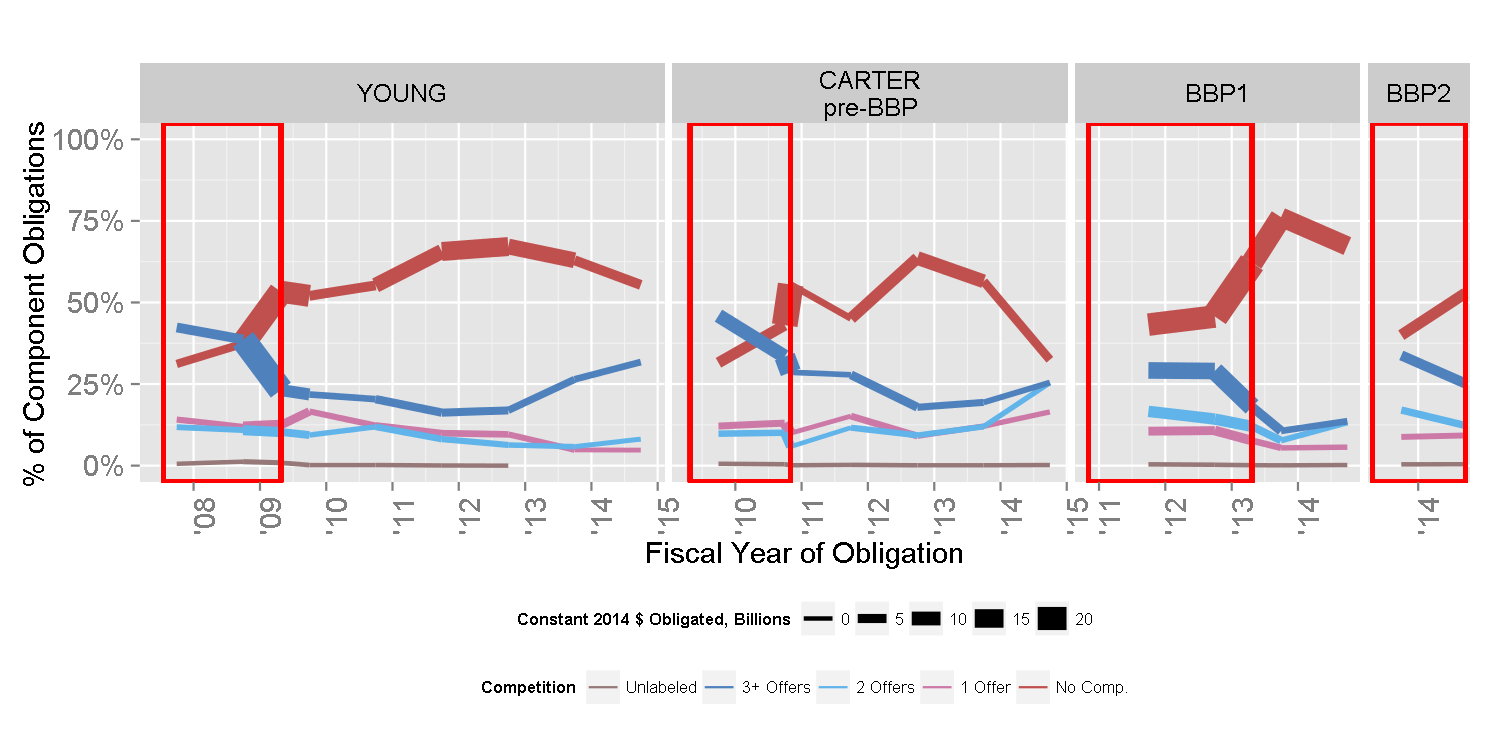 YOUNG
CARTER
pre-BBP
BBP1
BBP2
% of Component Obligations
100%
75%
50%
25%
0%
'08 '09 '10 '11 '12 '13 '14 '15
'10 '11 '12 '13 '14 '15
'11 '12 '13 '14
'14
Fiscal Year of Obligation
Constant 2014 $ Obligated, Billions 0 5 10 15 20
Competition Unlabeled 3+ Offers 2 Offers 1 Offer No Comp.